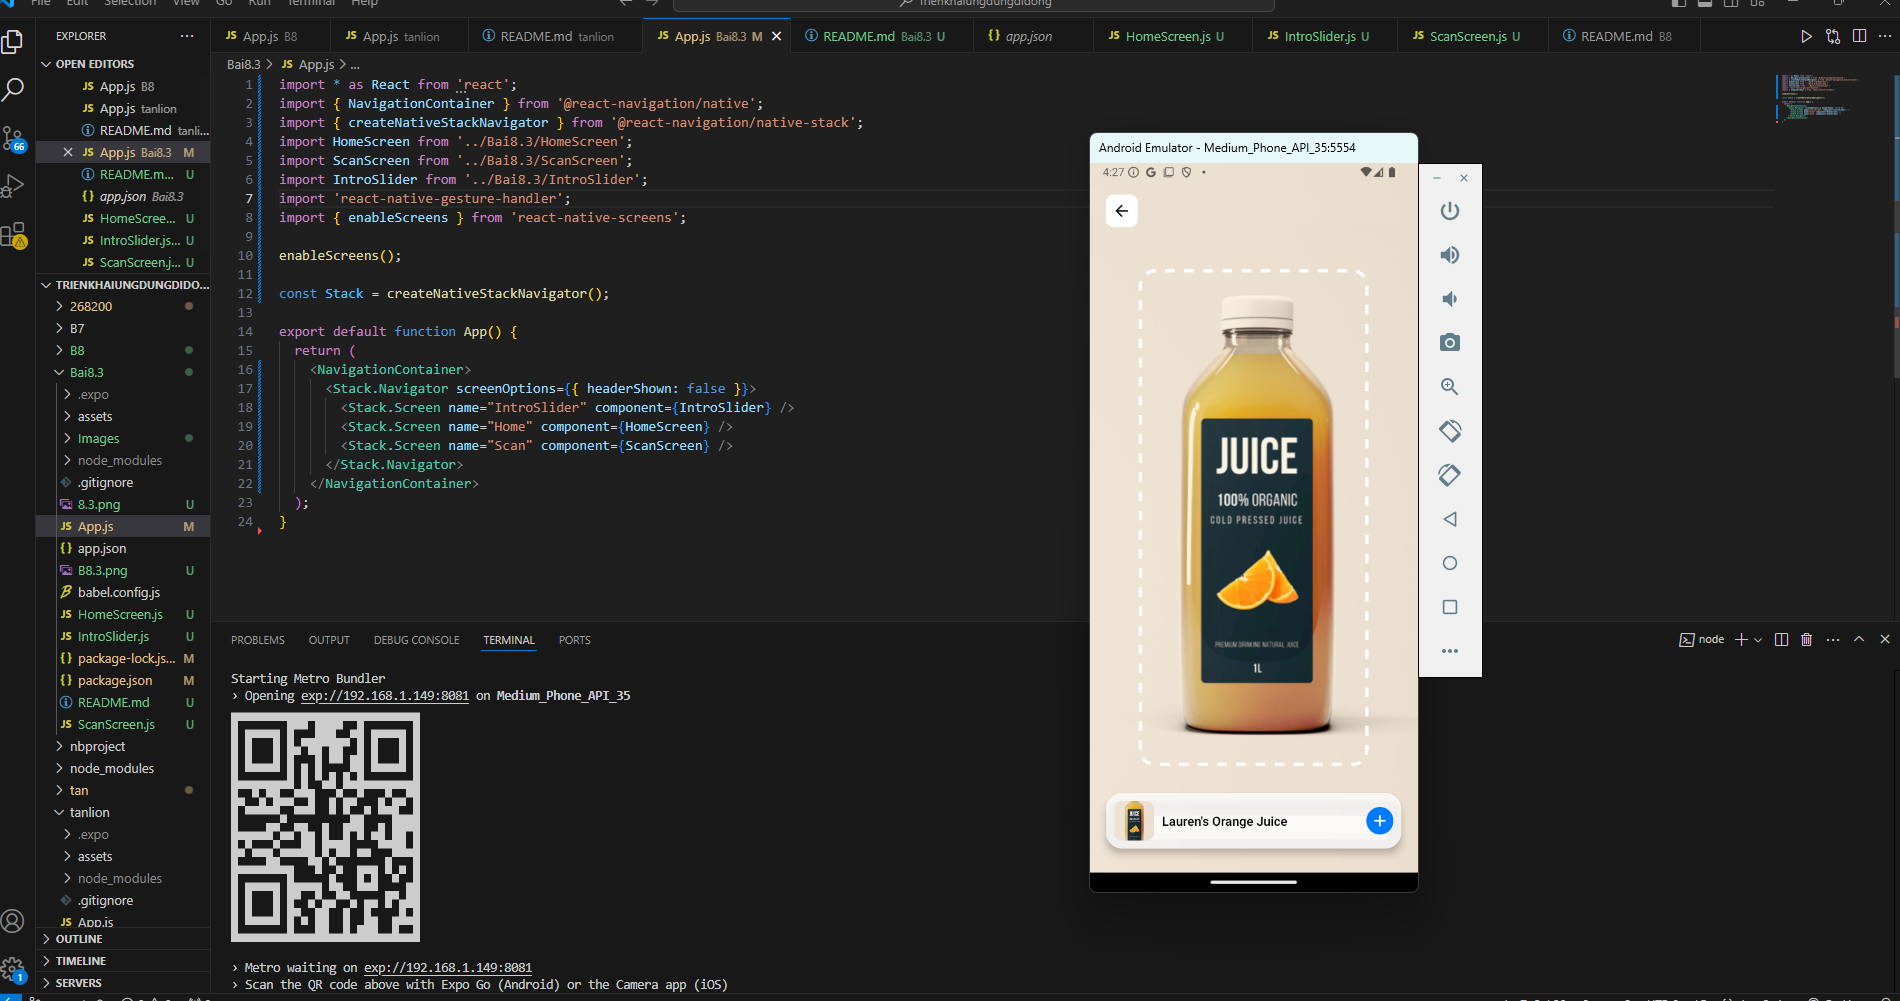 File Edit Selection View Go Run Terminal Help
Trienkhaiungdungdidong
EXPLORER
JS App.js B8
JS App.js tanlion
README.md tanlion
JS App.js Bai8.3 M
README.md Bai8.3 U
{} app.json
JS HomeScreen.js U
JS IntroSlider.js U
JS ScanScreen.js U
README.md B8
OPEN EDITORS
JS App.js B8
JS App.js tanlion
README.md tanli...
JS App.js Bai8.3 M
README.m... U
{} app.json Bai8.3
JS HomeScree... U
JS IntroSlider.js... U
JS ScanScreen.j... U
TRIENKHAIUNGDUNGDIDO...
268200
B7
B8
Bai8.3
.expo
assets
Images
node_modules
.gitignore
8.3.png U
JS App.js M
{} app.json
B8.3.png U
babel.config.js
JS HomeScreen.js U
JS IntroSlider.js U
{} package-lock.js... M
{} package.json M
README.md U
JS ScanScreen.js U
nbproject
node_modules
tan
tanlion
.expo
assets
node_modules
.gitignore
JS App.js
OUTLINE
TIMELINE
SERVERS
66
1
Bai8.3 > JS App.js > ...
1 import * as React from 'react';
2 import { NavigationContainer } from '@react-navigation/native';
3 import { createNativeStackNavigator } from '@react-navigation/native-stack';
4 import HomeScreen from '../Bai8.3/HomeScreen';
5 import ScanScreen from '../Bai8.3/ScanScreen';
6 import IntroSlider from '../Bai8.3/IntroSlider';
7 import 'react-native-gesture-handler';
8 import { enableScreens } from 'react-native-screens';
9
10 enableScreens();
11
12 const Stack = createNativeStackNavigator();
13
14 export default function App() {
15 return (
16 <NavigationContainer>
17 <Stack.Navigator screenOptions={{ headerShown: false }}>
18 <Stack.Screen name="IntroSlider" component={IntroSlider} />
19 <Stack.Screen name="Home" component={HomeScreen} />
20 <Stack.Screen name="Scan" component={ScanScreen} />
21 </Stack.Navigator>
22 </NavigationContainer>
23 );
24 }
PROBLEMS OUTPUT DEBUG CONSOLE TERMINAL PORTS
node
Starting Metro Bundler
› Opening exp://192.168.1.149:8081 on Medium_Phone_API_35
› Metro waiting on exp://192.168.1.149:8081
› Scan the QR code above with Expo Go (Android) or the Camera app (iOS)
Android Emulator - Medium_Phone_API_35:5554
4:27
JUICE
100% ORGANIC
COLD PRESSED JUICE
PREMIUM DRINKING NATURAL JUICE
1L
Lauren's Orange Juice